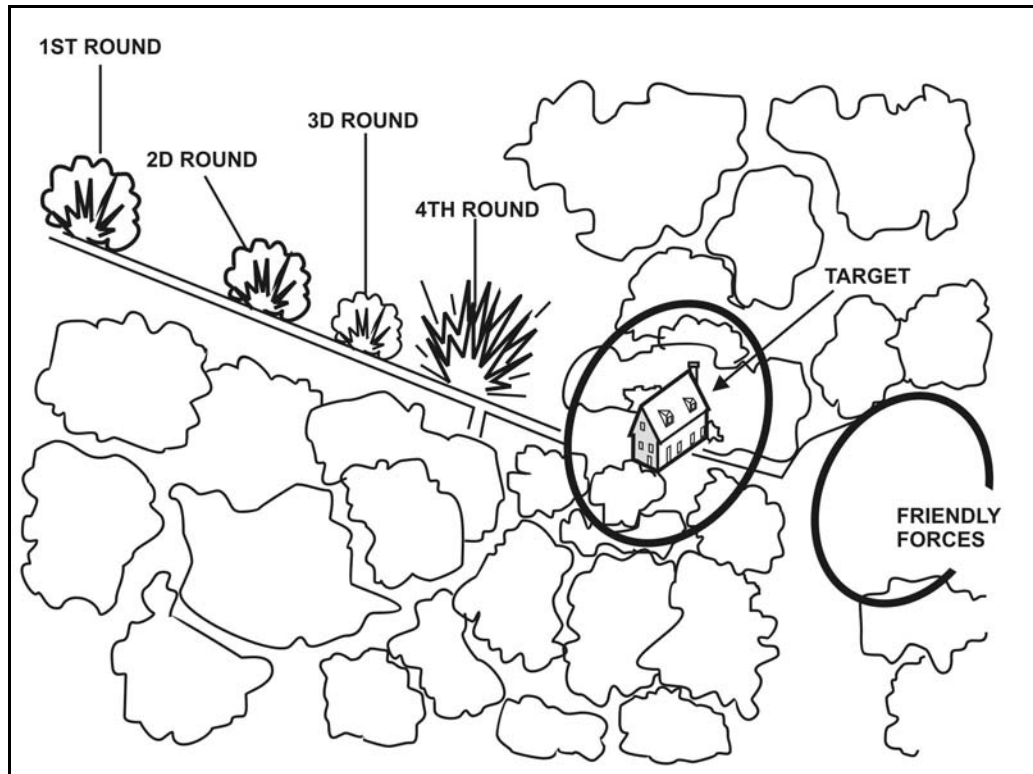 1ST ROUND
2D ROUND
3D ROUND
4TH ROUND
TARGET
FRIENDLY
FORCES